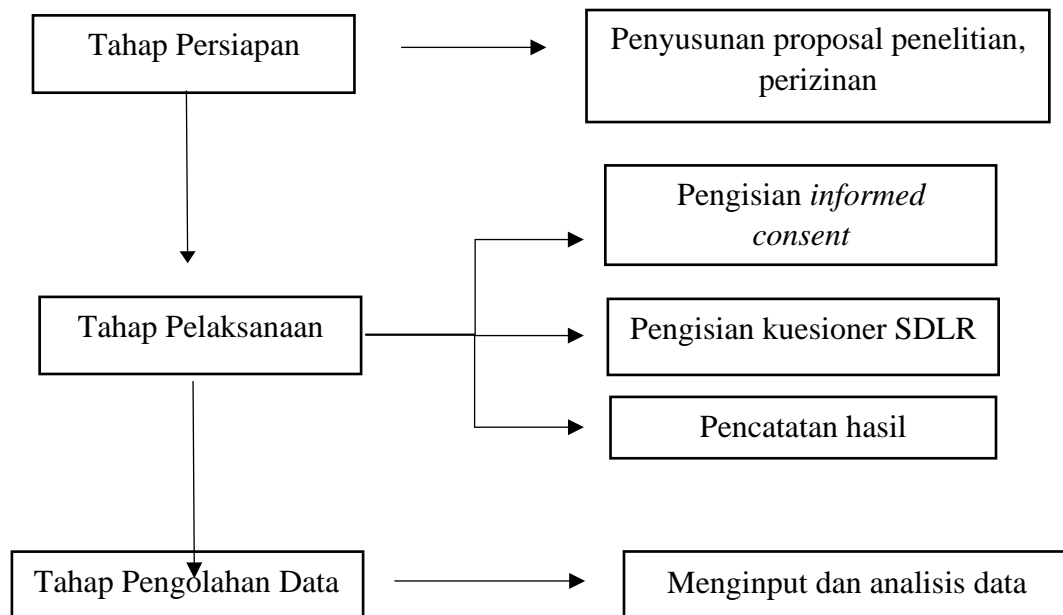 Tahap Persiapan
Penyusunan proposal penelitian,
perizinan
Pengisian informed
consent
Tahap Pelaksanaan
Pengisian kuesioner SDLR
Pencatatan hasil
Tahap Pengolahan Data
Menginput dan analisis data